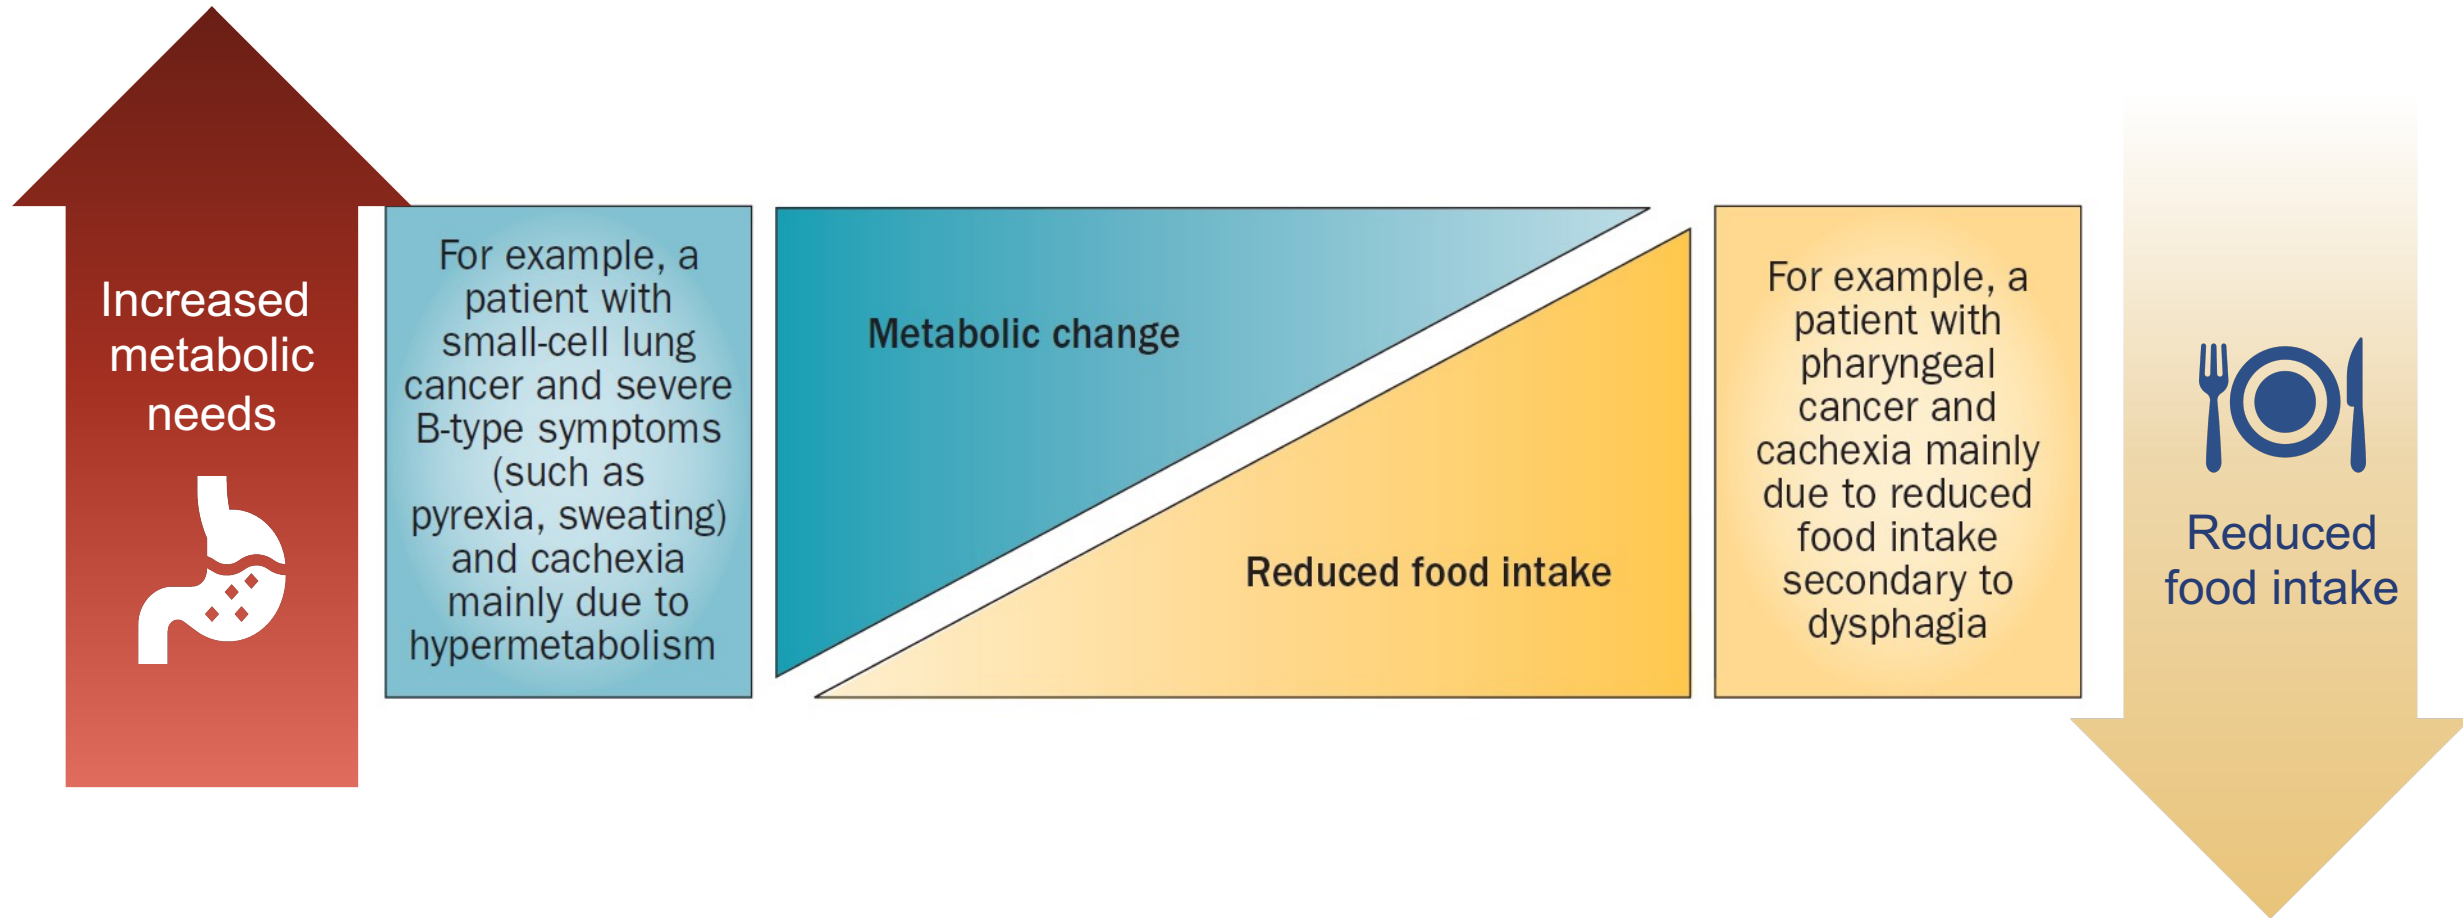 Increased
metabolic
needs
For example, a
patient with
small-cell lung
cancer and severe
B-type symptoms
(such as
pyrexia, sweating)
and cachexia
mainly due to
hypermetabolism
Metabolic change
Reduced food intake
For example, a
patient with
pharyngeal
cancer and
cachexia mainly
due to reduced
food intake
secondary to
dysphagia
Reduced
food intake